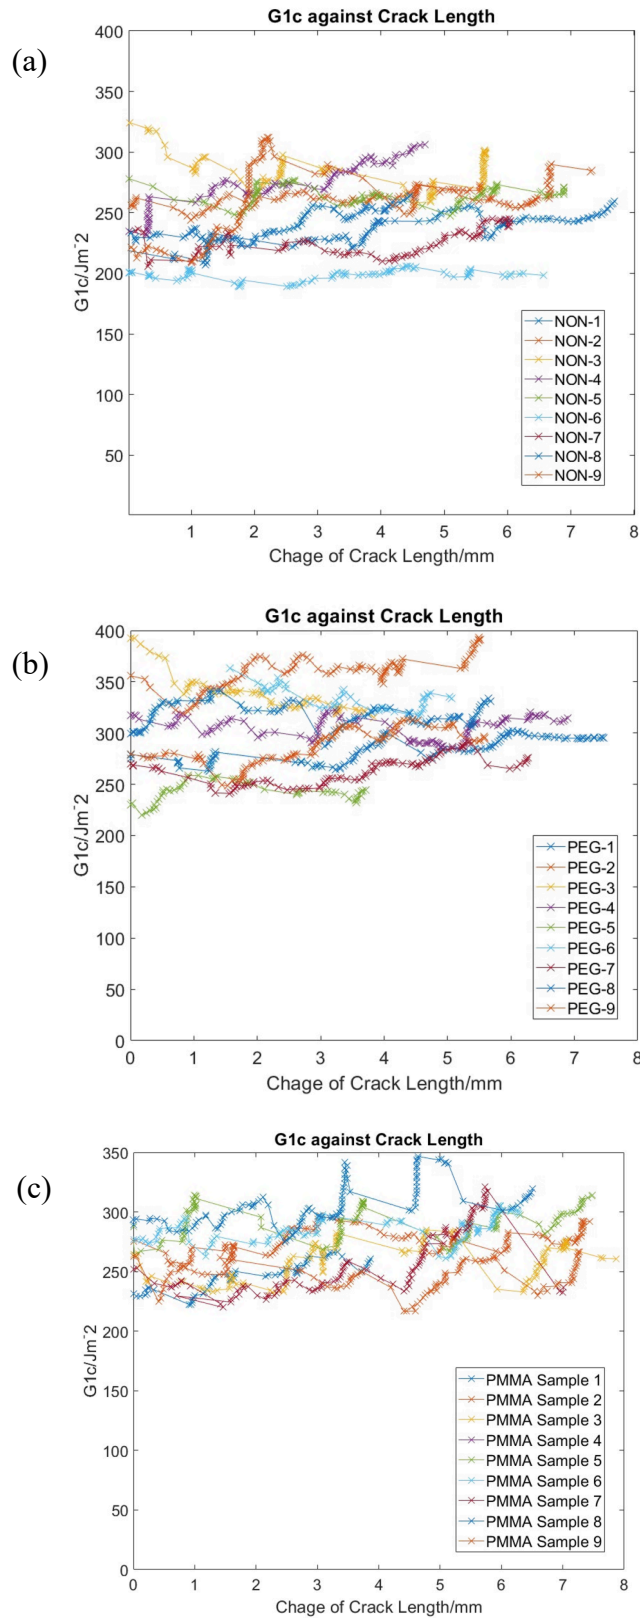 (a)
G1c against Crack Length
400
350
300
250
200
150
100
50
G1c/Jm^-2
1 2 3 4 5 6 7 8
Chage of Crack Length/mm
NON-1
NON-2
NON-3
NON-4
NON-5
NON-6
NON-7
NON-8
NON-9
(b)
G1c against Crack Length
400
350
300
250
200
150
100
50
0
G1c/Jm^-2
0 1 2 3 4 5 6 7 8
Chage of Crack Length/mm
PEG-1
PEG-2
PEG-3
PEG-4
PEG-5
PEG-6
PEG-7
PEG-8
PEG-9
(c)
G1c against Crack Length
350
300
250
200
150
100
50
0
G1c/Jm^-2
0 1 2 3 4 5 6 7 8
Chage of Crack Length/mm
PMMA Sample 1
PMMA Sample 2
PMMA Sample 3
PMMA Sample 4
PMMA Sample 5
PMMA Sample 6
PMMA Sample 7
PMMA Sample 8
PMMA Sample 9